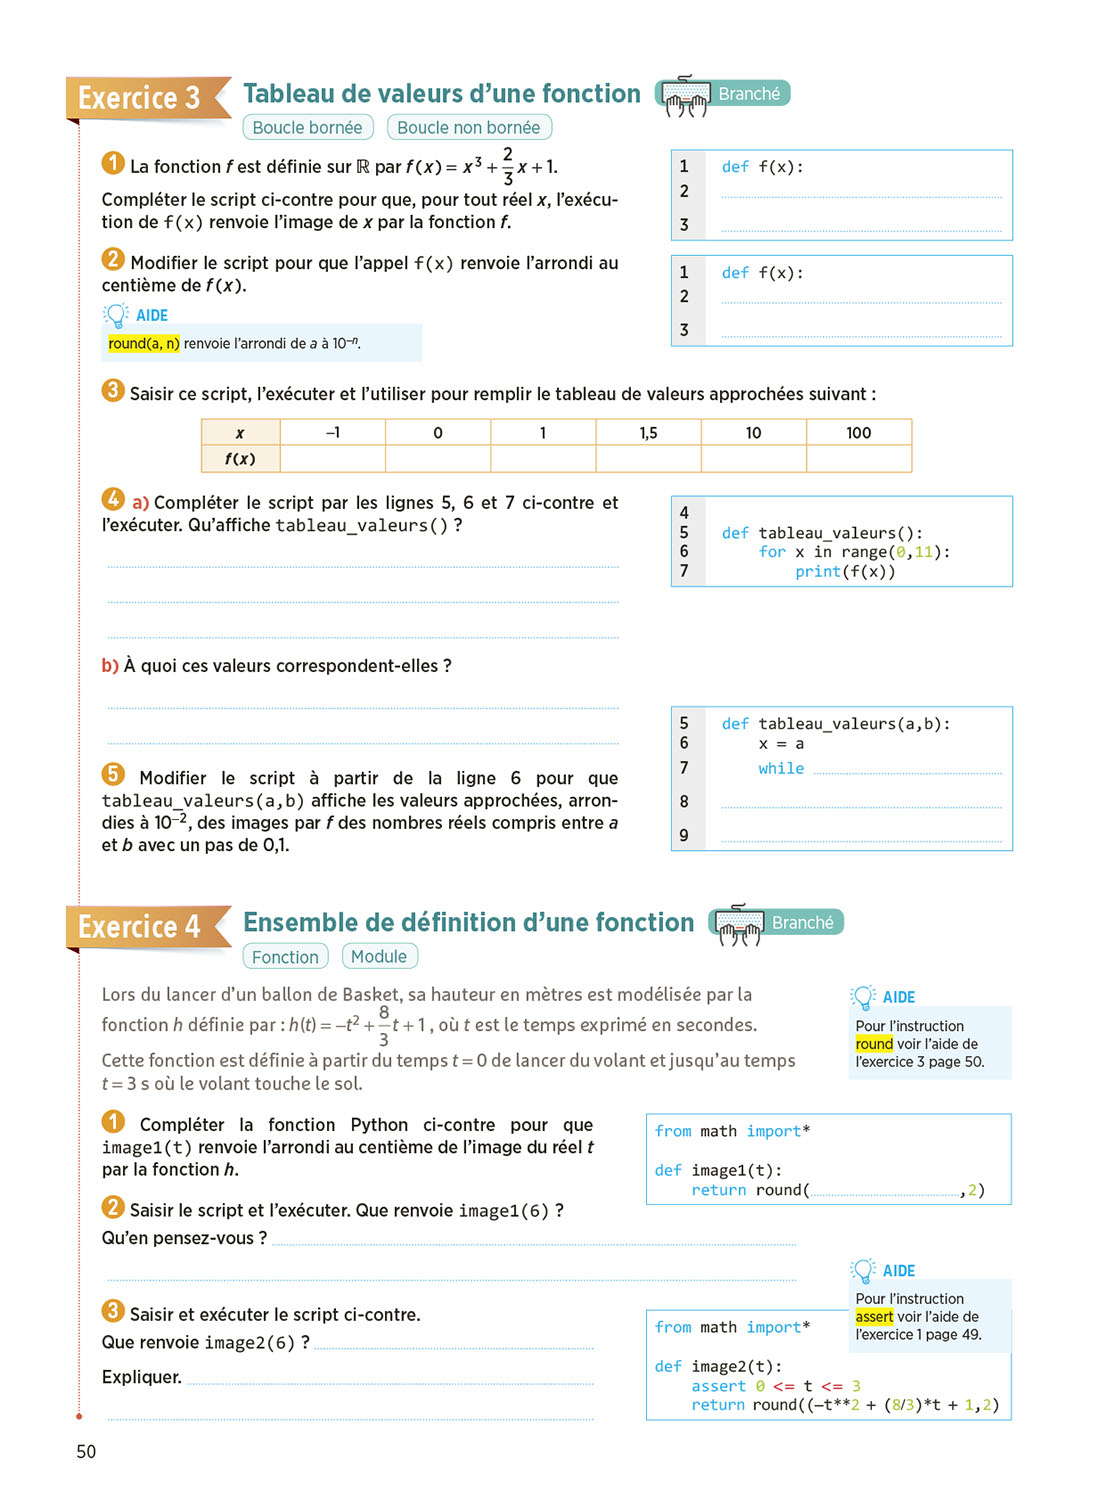 Exercice 3
Tableau de valeurs d'une fonction
Branché
Boucle bornée
Boucle non bornée
1 La fonction f est définie sur ℝ par f(x) = x³ + 2/3 x + 1.
Compléter le script ci-contre pour que, pour tout réel x, l'exécu-
tion de f(x) renvoie l'image de x par la fonction f.
1 def f(x):
2
3
2 Modifier le script pour que l'appel f(x) renvoie l'arrondi au
centième de f(x).
1 def f(x):
2
3
AIDE
round(a, n) renvoie l'arrondi de a à 10⁻ⁿ.
3 Saisir ce script, l'exécuter et l'utiliser pour remplir le tableau de valeurs approchées suivant :
x –1 0 1 1,5 10 100
f(x)
4 a) Compléter le script par les lignes 5, 6 et 7 ci-contre et
l'exécuter. Qu'affiche tableau_valeurs() ?
4
5 def tableau_valeurs():
6 for x in range(0,11):
7 print(f(x))
b) À quoi ces valeurs correspondent-elles ?
5 Modifier le script à partir de la ligne 6 pour que
tableau_valeurs(a,b) affiche les valeurs approchées, arron-
dies à 10⁻², des images par f des nombres réels compris entre a
et b avec un pas de 0,1.
5 def tableau_valeurs(a,b):
6 x = a
7 while
8
9
Exercice 4
Ensemble de définition d'une fonction
Branché
Fonction
Module
Lors du lancer d'un ballon de Basket, sa hauteur en mètres est modélisée par la
fonction h définie par : h(t) = –t² + 8/3 t + 1, où t est le temps exprimé en secondes.
Cette fonction est définie à partir du temps t = 0 de lancer du volant et jusqu'au temps
t = 3 s où le volant touche le sol.
AIDE
Pour l'instruction
round voir l'aide de
l'exercice 3 page 50.
1 Compléter la fonction Python ci-contre pour que
image1(t) renvoie l'arrondi au centième de l'image du réel t
par la fonction h.
from math import*
def image1(t):
return round(,2)
2 Saisir le script et l'exécuter. Que renvoie image1(6) ?
Qu'en pensez-vous ?
3 Saisir et exécuter le script ci-contre.
Que renvoie image2(6) ?
Expliquer.
AIDE
Pour l'instruction
assert voir l'aide de
l'exercice 1 page 49.
from math import*
def image2(t):
assert 0 <= t <= 3
return round((–t**2 + (8/3)*t + 1,2)
50